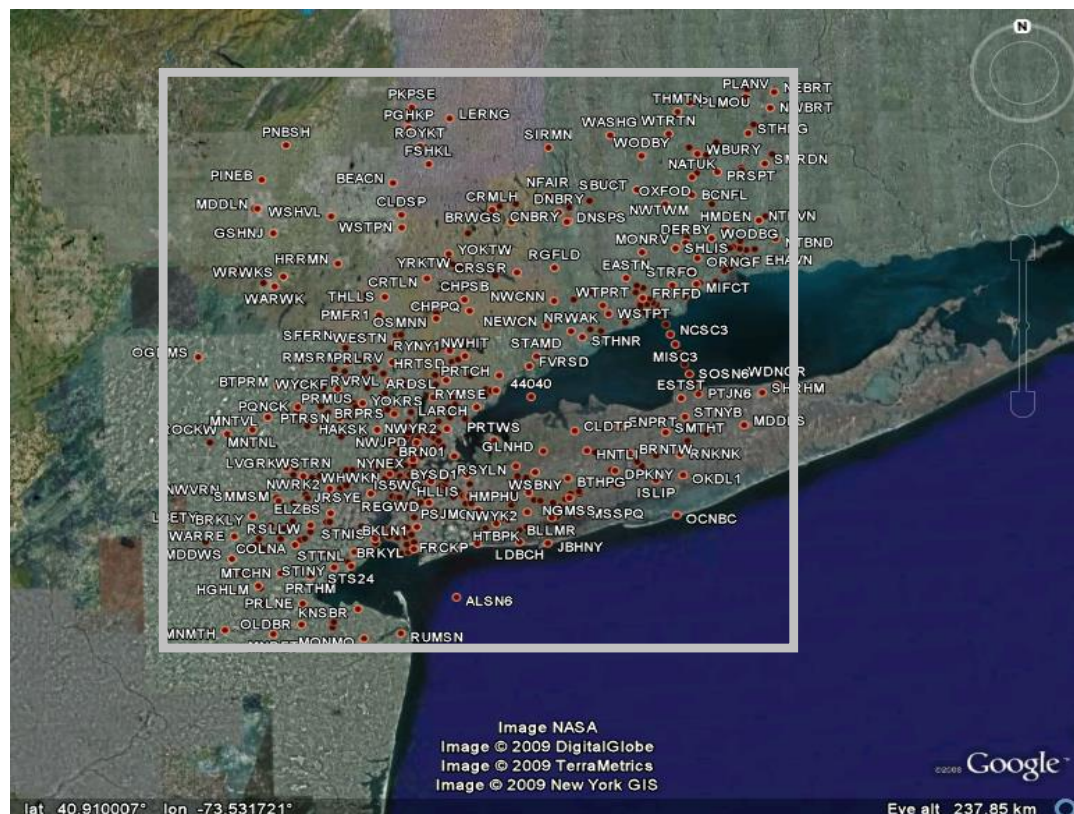 N
PLANV NEBRT
PKPSE THMTN PLMOU NWBRT
PGHKP LERNG WASHG WTRTN
PNBSH ROYKT SIRMN WODBY STHNG
FSHKL NATUK WBURY SMRDN
PINEB BEACN NFAIR SBUCT OXFOD PRSPT
MDDLN WSHVL CLDSP CRMLH DNBRY NWTWM BCNFL
WSTPN BRWGS CNBRY DNSPS HMDEN NTHVN
GSHNJ MONRV DERBY WODBG NTBND
HRRMN YOKTW RGFLD SHLIS
WRWKS YRKTW CRSSR EASTN STRFO ORNGF EHAVN
WARWK THLLS CRTLN CHPSB NWCNN WTPRT FRFFD MIFCT
PMFR1 OSMNN CHPPQ NRWAK WSTPT
SFFRN WESTN NEWCN STHNR NCSC3
RYNY1 NWHIT STAMD
RMSRM PRLRV HRTSD FVRSD MISC3
BTPRM WYCKF RVRVL ARDSL PRTCH 44040 SOSN6 WDNGR
PRMUS YOKRS RYMSE ESTST PTJN6 SHRHM
PQNCK PTRSN BRPRS LARCH STNYB
MNTVL HAKSK NWYR2 PRTWS CLDTP ENPRT SMTHT
MNTNL NWJPD BRN01 GLNHD HNTLI BRNTW RNKNK
NYNEX BYSD1 RSYLN DPKNY OKDL1
NWRK2 WHWKN WSBNY BTHPG ISLIP
NWVRN SMMSM JRSYE HLLIS HMPHU
BRKLY ELZBS REGWD NWYK2 NGMSS MSSPQ OCNBC
WARRE RSLLW STNIS BKLN1 HTBPK BLLMR
MDDWS COLNA STTNL BRKYL FRCKP LDBCH JBHNY
MTCHN STINY STS24
HGHLM PRTHM
PRLNE KNSBR ALSN6
OLDBR
MNMTH RUMSN
Image NASA
Image © 2009 DigitalGlobe
Image © 2009 TerraMetrics
Image © 2009 New York GIS
©2008 Google
lat 40.910007° lon -73.531721° Eye alt 237.85 km